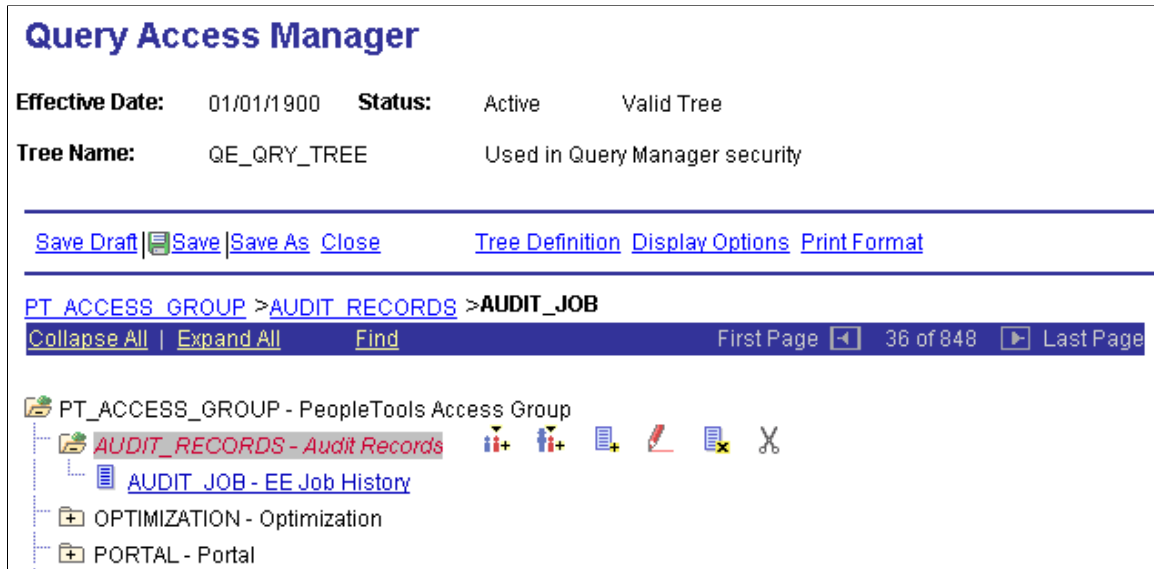 Query Access Manager
Effective Date: 01/01/1900 Status: Active Valid Tree
Tree Name: QE_QRY_TREE Used in Query Manager security
Save Draft | Save | Save As Close Tree Definition Display Options Print Format
PT_ACCESS_GROUP >AUDIT_RECORDS >AUDIT_JOB
Collapse All | Expand All Find First Page 36 of 848 Last Page
PT_ACCESS_GROUP - PeopleTools Access Group
AUDIT_RECORDS - Audit Records
AUDIT_JOB - EE Job History
OPTIMIZATION - Optimization
PORTAL - Portal